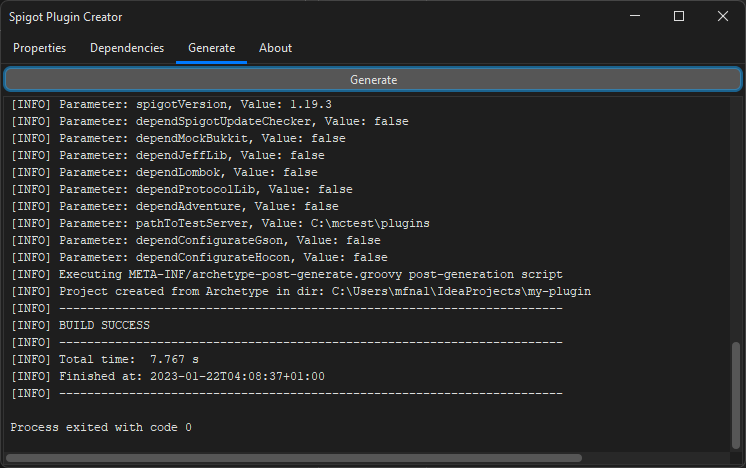 Spigot Plugin Creator
Properties Dependencies Generate About
Generate
[INFO] Parameter: spigotVersion, Value: 1.19.3
[INFO] Parameter: dependSpigotUpdateChecker, Value: false
[INFO] Parameter: dependMockBukkit, Value: false
[INFO] Parameter: dependJeffLib, Value: false
[INFO] Parameter: dependLombok, Value: false
[INFO] Parameter: dependProtocolLib, Value: false
[INFO] Parameter: dependAdventure, Value: false
[INFO] Parameter: pathToTestServer, Value: C:\mctest\plugins
[INFO] Parameter: dependConfigurateGson, Value: false
[INFO] Parameter: dependConfigurateHocon, Value: false
[INFO] Executing META-INF/archetype-post-generate.groovy post-generation script
[INFO] Project created from Archetype in dir: C:\Users\mfnal\IdeaProjects\my-plugin
[INFO] ------------------------------------------------------------------------
[INFO] BUILD SUCCESS
[INFO] ------------------------------------------------------------------------
[INFO] Total time:  7.767 s
[INFO] Finished at: 2023-01-22T04:08:37+01:00
[INFO] ------------------------------------------------------------------------
Process exited with code 0